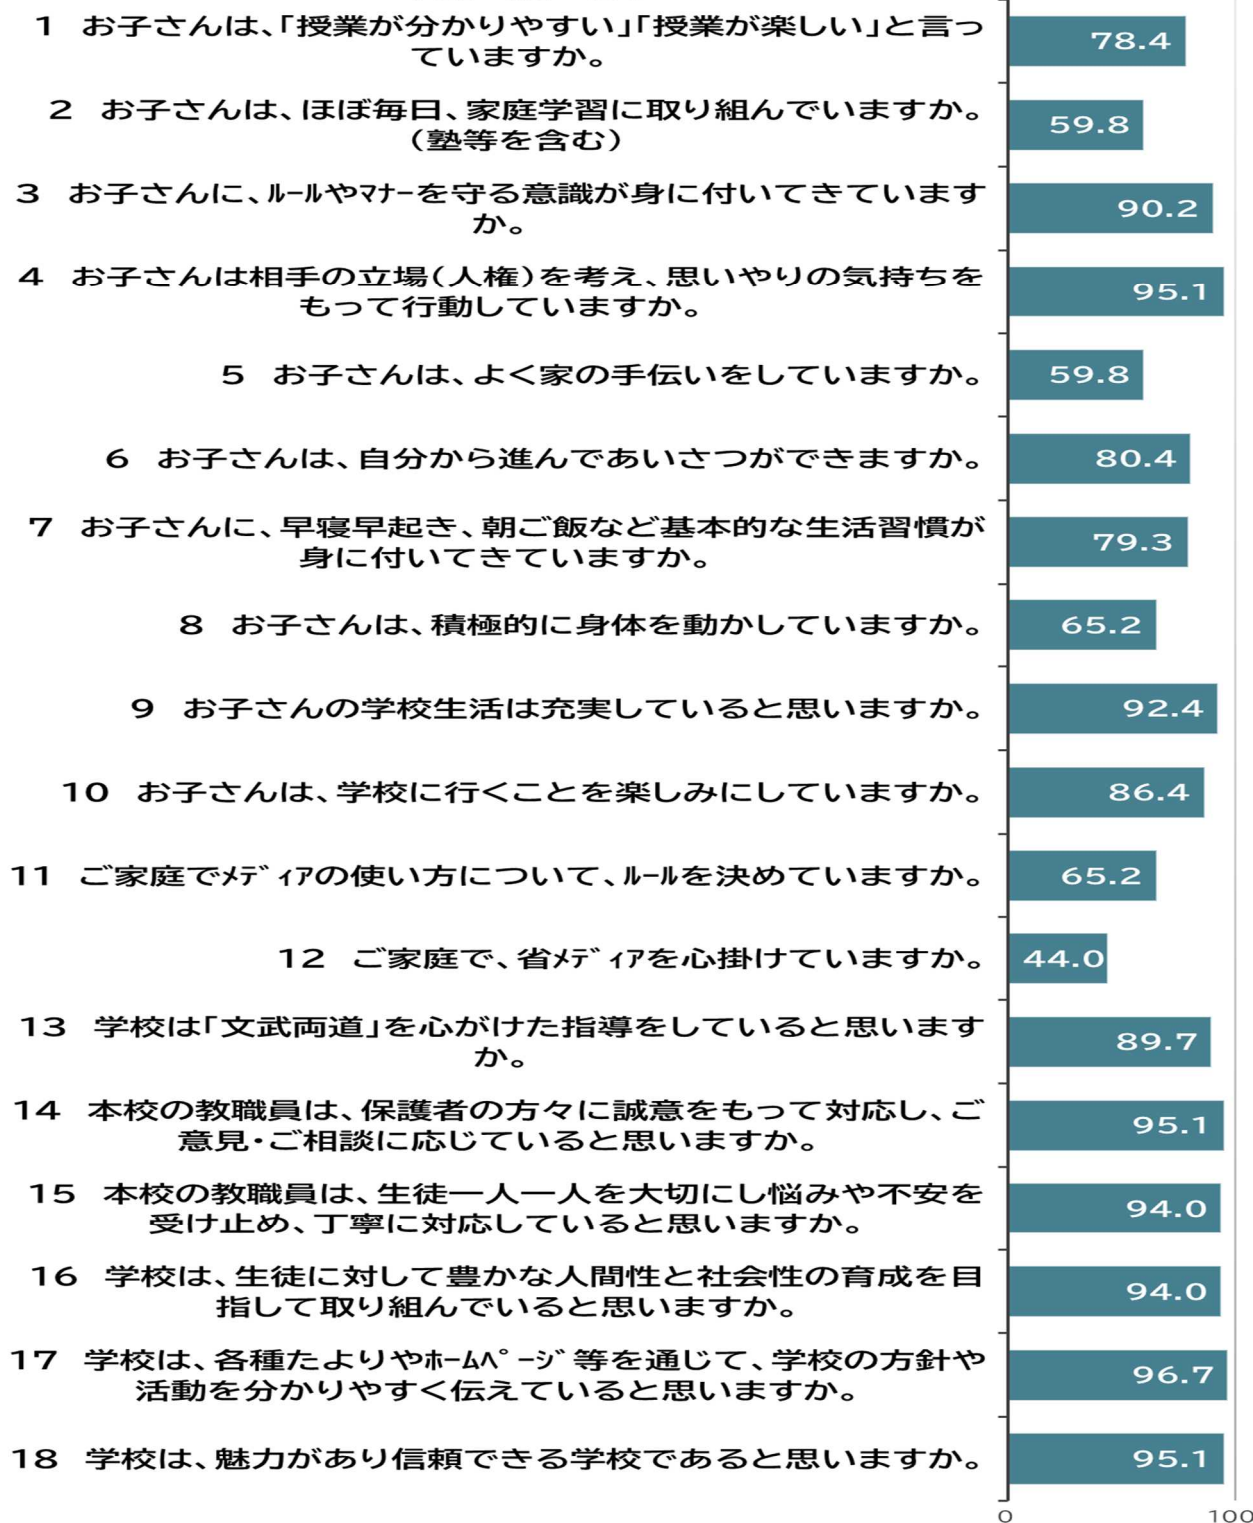 1 お子さんは、「授業が分かりやすい」「授業が楽しい」と言っ
ていますか。
78.4
2 お子さんは、ほぼ毎日、家庭学習に取り組んでいますか。
（塾等を含む）
59.8
3 お子さんに、ﾙｰﾙやﾏﾅｰを守る意識が身に付いてきています
か。
90.2
4 お子さんは相手の立場（人権）を考え、思いやりの気持ちを
もって行動していますか。
95.1
5 お子さんは、よく家の手伝いをしていますか。
59.8
6 お子さんは、自分から進んであいさつができますか。
80.4
7 お子さんに、早寝早起き、朝ご飯など基本的な生活習慣が
身に付いてきていますか。
79.3
8 お子さんは、積極的に身体を動かしていますか。
65.2
9 お子さんの学校生活は充実していると思いますか。
92.4
10 お子さんは、学校に行くことを楽しみにしていますか。
86.4
11 ご家庭でﾒﾃﾞｨｱの使い方について、ﾙｰﾙを決めていますか。
65.2
12 ご家庭で、省ﾒﾃﾞｨｱを心掛けていますか。
44.0
13 学校は「文武両道」を心がけた指導をしていると思います
か。
89.7
14 本校の教職員は、保護者の方々に誠意をもって対応し、ご
意見・ご相談に応じていると思いますか。
95.1
15 本校の教職員は、生徒一人一人を大切にし悩みや不安を
受け止め、丁寧に対応していると思いますか。
94.0
16 学校は、生徒に対して豊かな人間性と社会性の育成を目
指して取り組んでいると思いますか。
94.0
17 学校は、各種たよりやﾎｰﾑﾍﾟｰｼﾞ等を通じて、学校の方針や
活動を分かりやすく伝えていると思いますか。
96.7
18 学校は、魅力があり信頼できる学校であると思いますか。
95.1
0 100